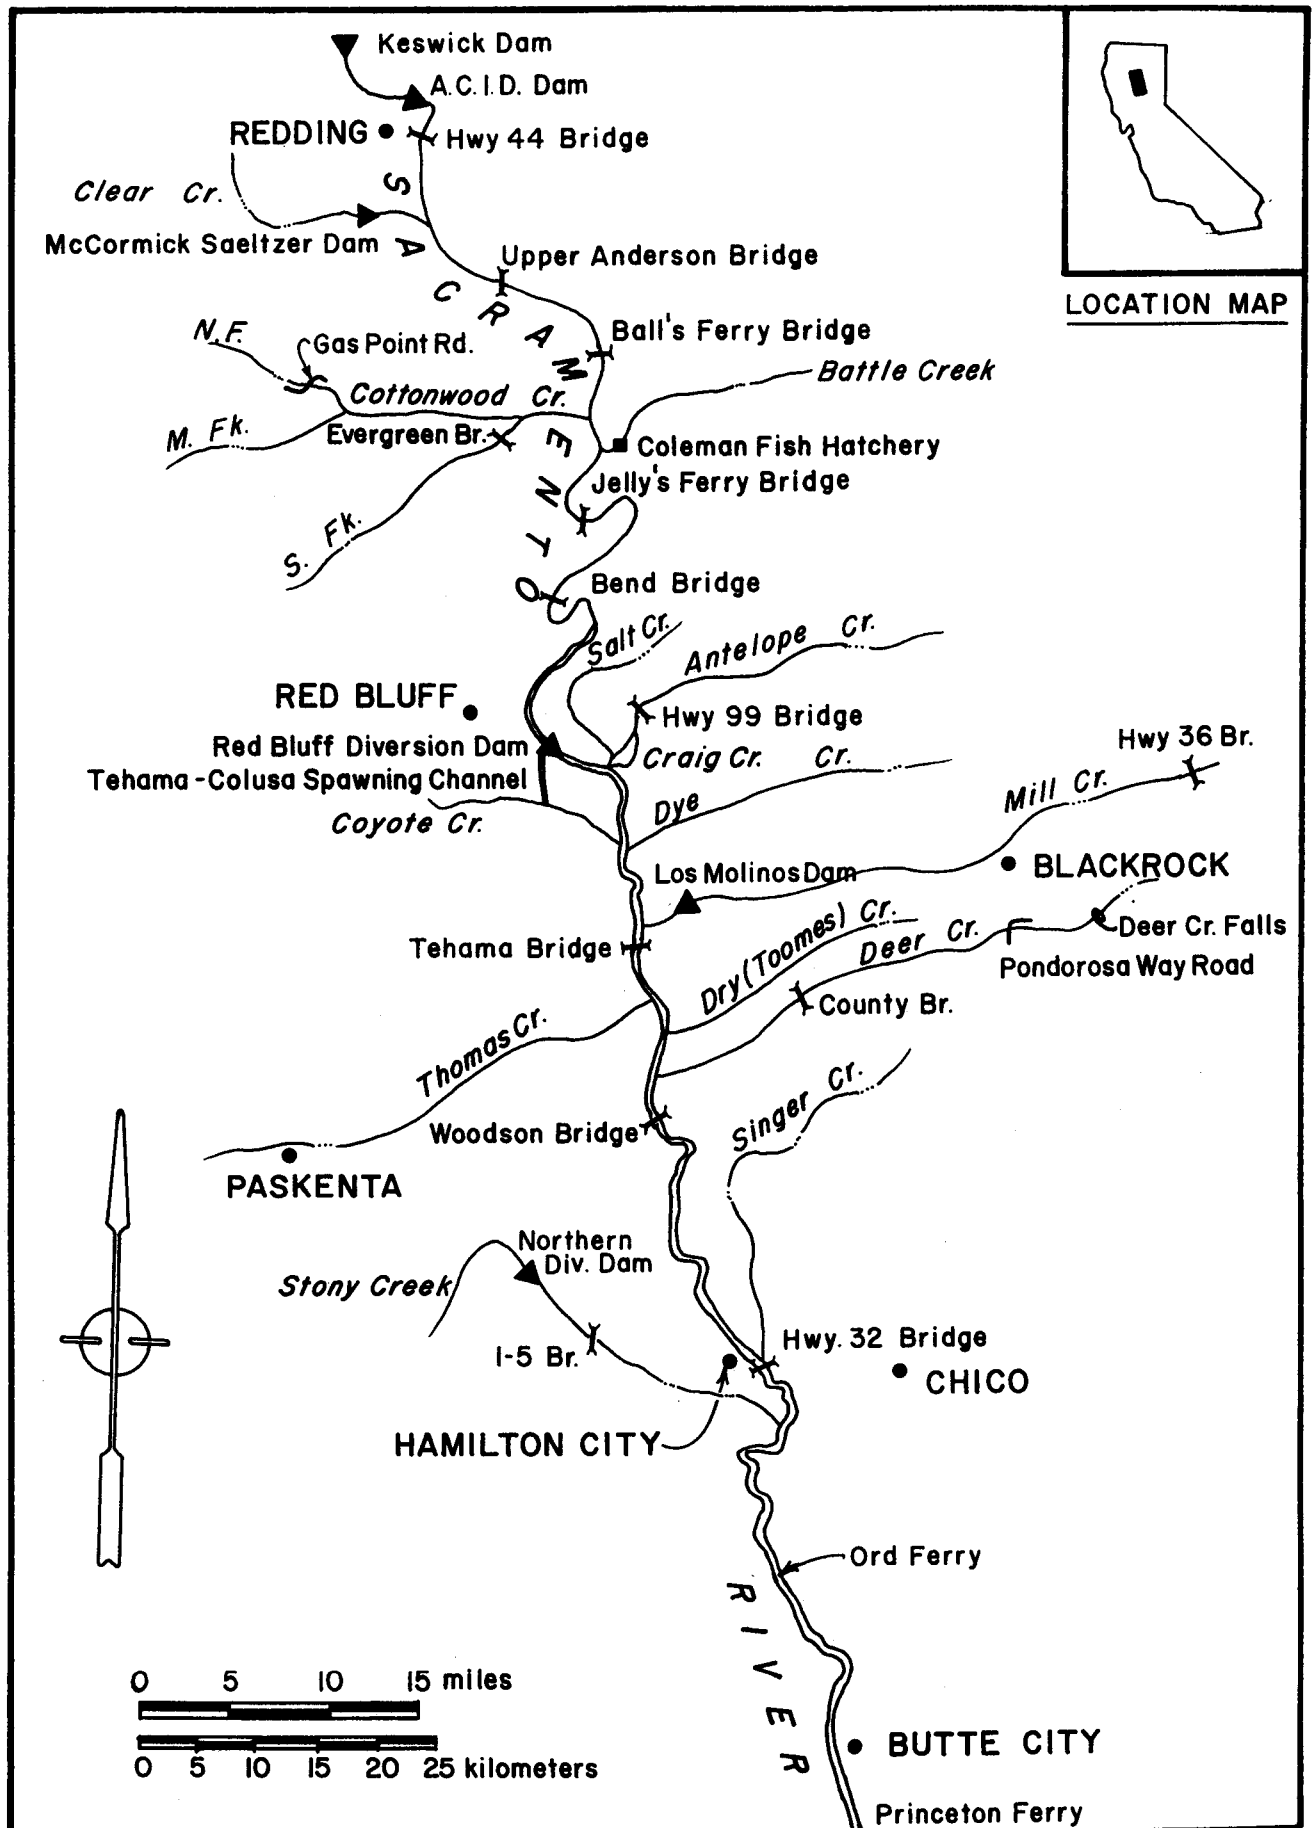 Keswick Dam
A.C.I.D. Dam
REDDING
Hwy 44 Bridge
Clear Cr.
McCormick Saeltzer Dam
SACRAMENTO
Upper Anderson Bridge
LOCATION MAP
N.F.
Gas Point Rd.
Ball's Ferry Bridge
Battle Creek
Cottonwood Cr.
M. Fk.
Evergreen Br.
Coleman Fish Hatchery
Jelly's Ferry Bridge
S. Fk.
Bend Bridge
Salt Cr.
Antelope Cr.
RED BLUFF
Hwy 99 Bridge
Red Bluff Diversion Dam
Craig Cr.
Hwy 36 Br.
Tehama-Colusa Spawning Channel
Dye Cr.
Mill Cr.
Coyote Cr.
Los Molinos Dam
BLACKROCK
Tehama Bridge
Dry (Toomes) Cr.
Deer Cr.
Deer Cr. Falls
Pondorosa Way Road
County Br.
Thomas Cr.
Singer Cr.
Woodson Bridge
PASKENTA
Northern
Div. Dam
Stony Creek
I-5 Br.
Hwy. 32 Bridge
CHICO
HAMILTON CITY
Ord Ferry
RIVER
0 5 10 15 miles
0 5 10 15 20 25 kilometers
BUTTE CITY
Princeton Ferry